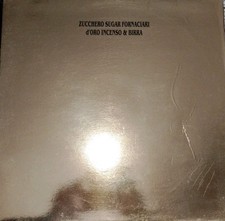 ZUCCHERO SUGAR FORNACIARI
d'ORO INCENSO & BIRRA